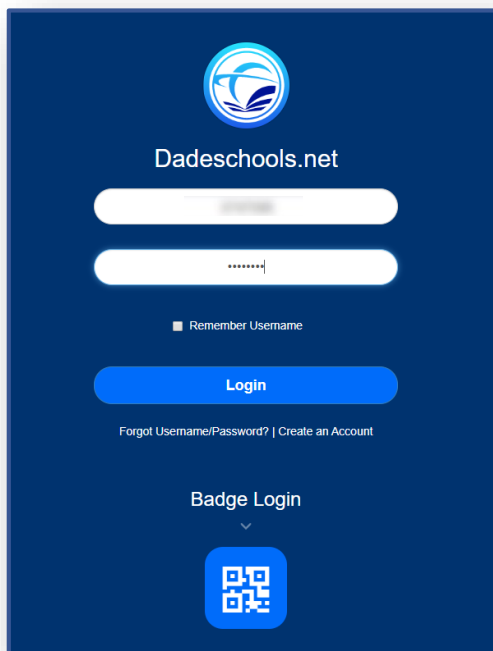 Dadeschools.net
••••••••
Remember Username
Login
Forgot Username/Password? | Create an Account
Badge Login